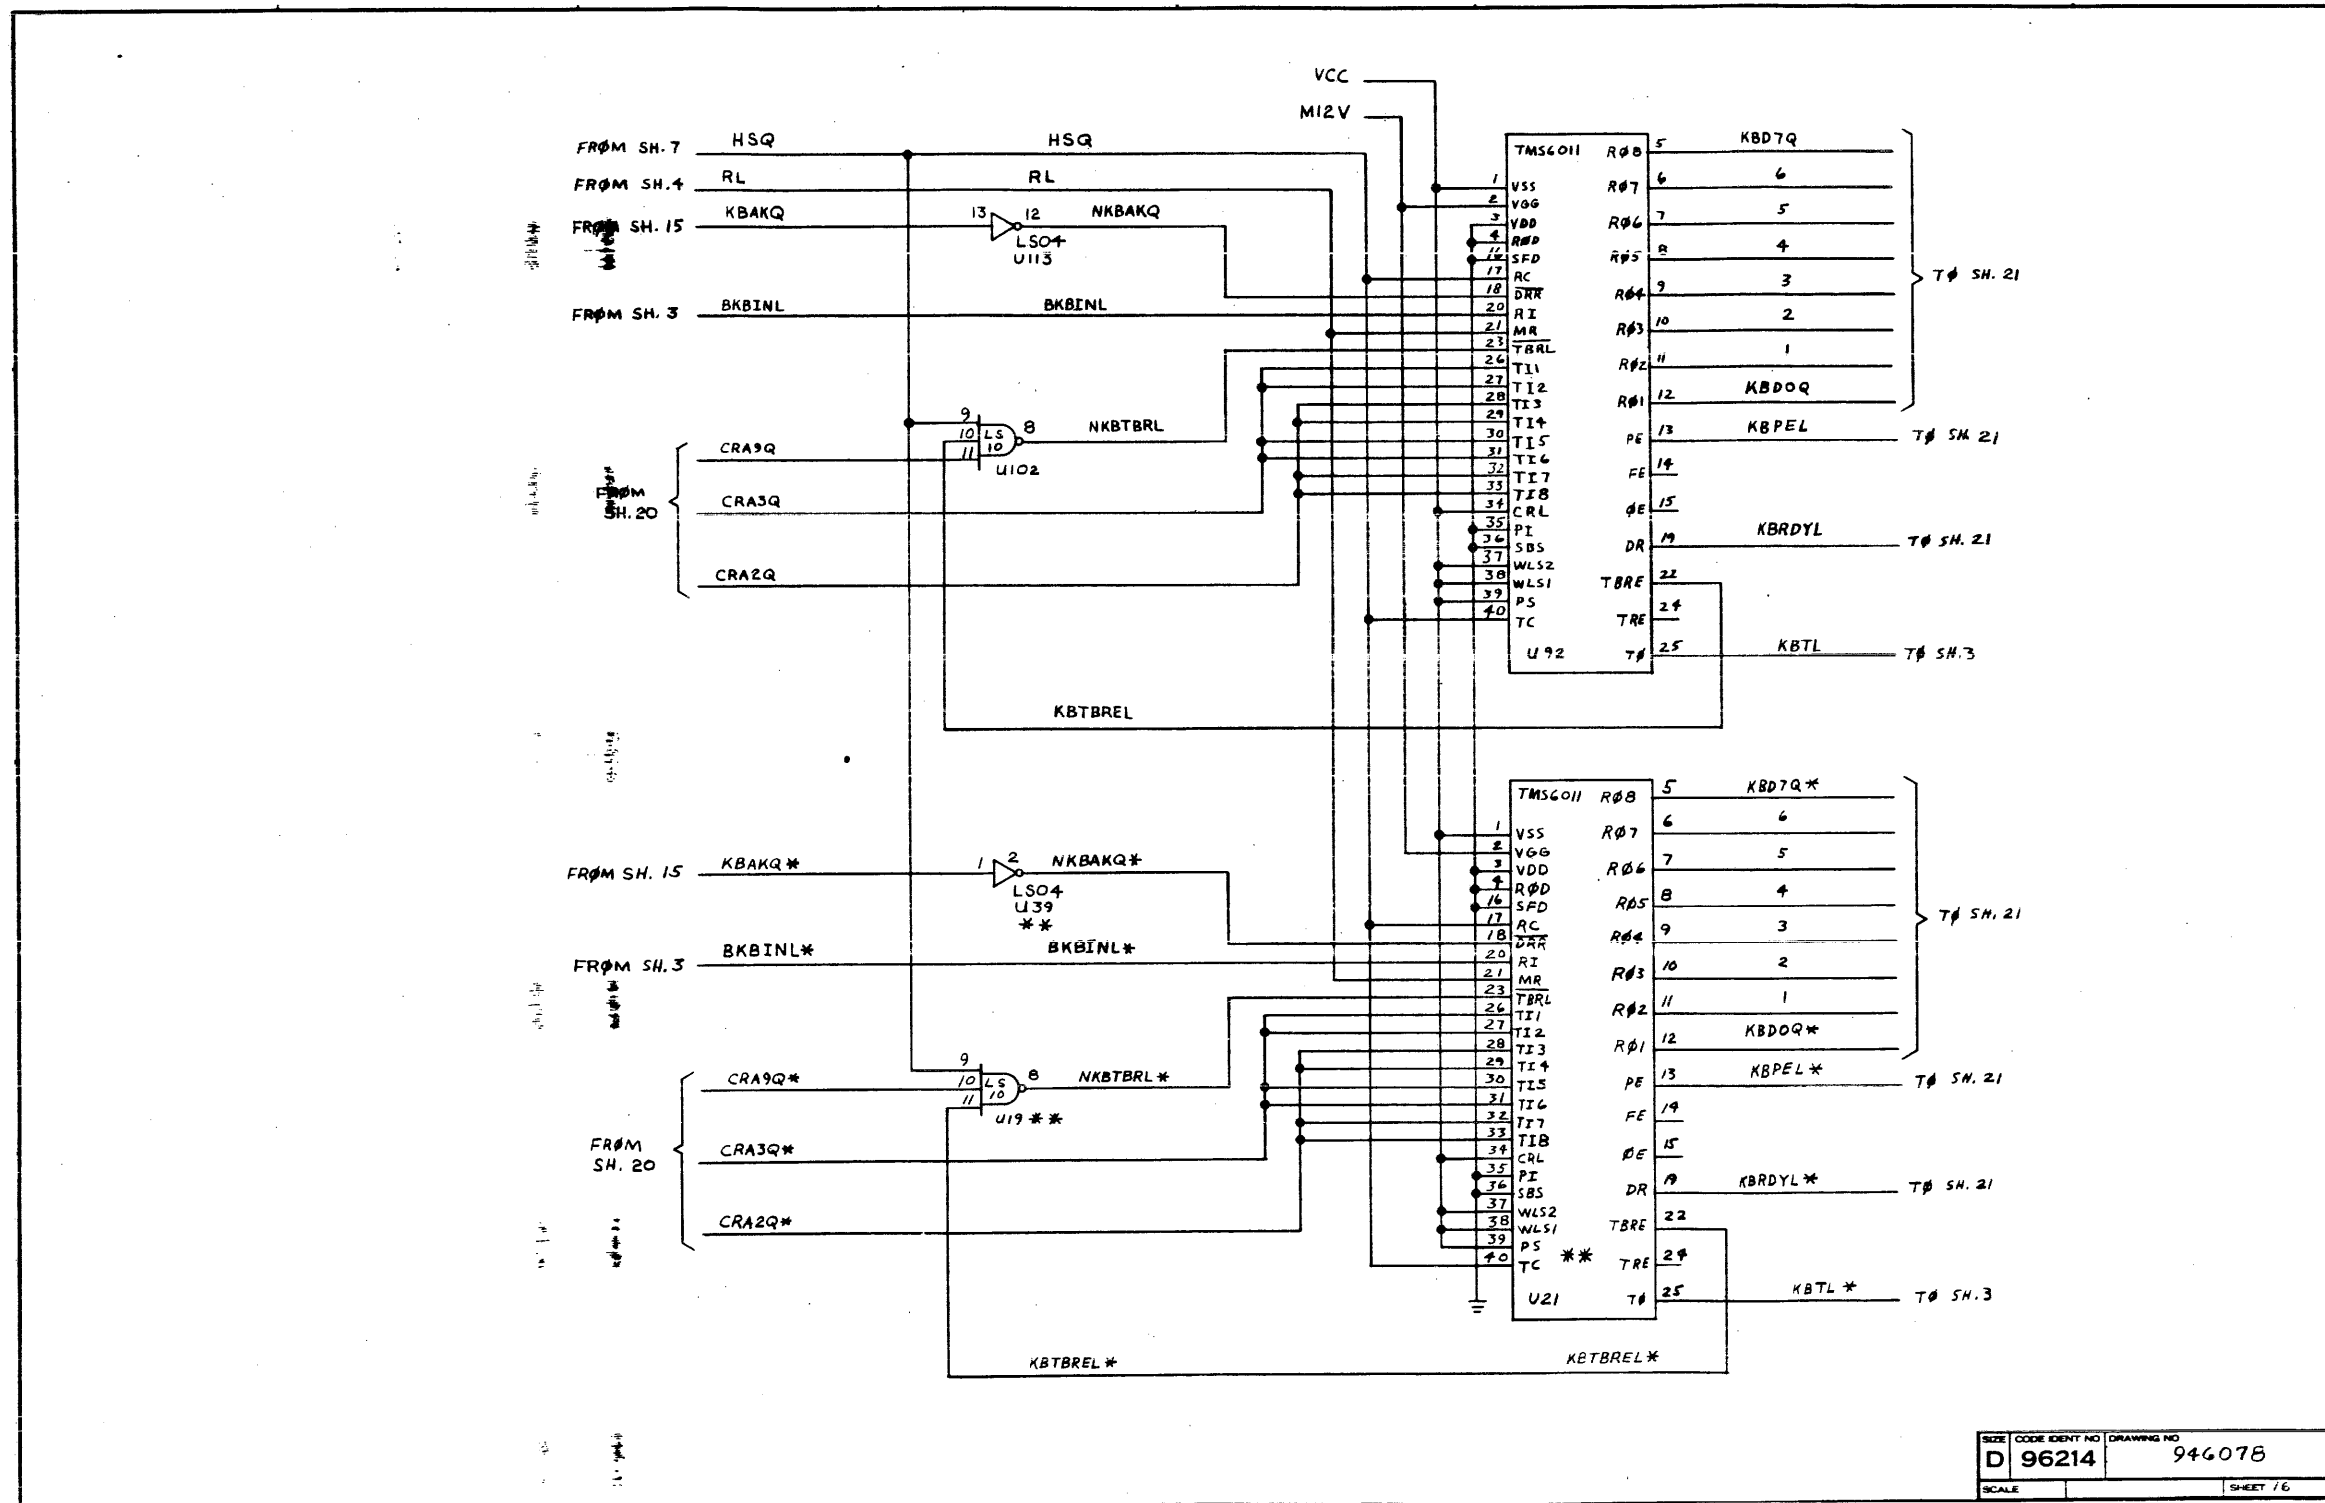 VCC
M12V
FRØM SH.7 HSQ HSQ
FRØM SH.4 RL RL
FRØM SH.15 KBAKQ 13 12 NKBAKQ
LS04
U113
FRØM SH. 3 BKBINL BKBINL
9
10
11
LS
10
8 NKBTBRL
U102
FRØM
SH.20
CRA9Q
CRA3Q
CRA2Q
KBTBREL
TMS6011
1 VSS
2 VGG
3 VDD
4 RØD
16 SFD
17 RC
18 DRR
20 RI
21 MR
23 TBRL
26 TI1
27 TI2
28 TI3
29 TI4
30 TI5
31 TI6
32 TI7
33 TI8
34 CRL
35 PI
36 SBS
37 WLS2
38 WLS1
39 PS
40 TC
U92
RØ8 5 KBD7Q
RØ7 6 6
RØ6 7 5
RØ5 8 4
RØ4 9 3
RØ3 10 2
RØ2 11 1
RØ1 12 KBD0Q
TØ SH. 21
PE 13 KBPEL TØ SH. 21
FE 14
ØE 15
DR 19 KBRDYL TØ SH. 21
TBRE 22
TRE 24
TØ 25 KBTL TØ SH.3
FRØM SH. 15 KBAKQ* 1 2 NKBAKQ*
LS04
U39
**
FRØM SH.3 BKBINL* BKBINL*
9
10
11
LS
10
8 NKBTBRL*
U19**
FRØM
SH. 20
CRA9Q*
CRA3Q*
CRA2Q*
KBTBREL* KBTBREL*
TMS6011
1 VSS
2 VGG
3 VDD
4 RØD
16 SFD
17 RC
18 DRR
20 RI
21 MR
23 TBRL
26 TI1
27 TI2
28 TI3
29 TI4
30 TI5
31 TI6
32 TI7
33 TI8
34 CRL
35 PI
36 SBS
37 WLS2
38 WLS1
39 PS
40 TC
**
U21
RØ8 5 KBD7Q*
RØ7 6 6
RØ6 7 5
RØ5 8 4
RØ4 9 3
RØ3 10 2
RØ2 11 1
RØ1 12 KBD0Q*
TØ SH. 21
PE 13 KBPEL* TØ SH. 21
FE 14
ØE 15
DR 19 KBRDYL* TØ SH. 21
TBRE 22
TRE 24
TØ 25 KBTL* TØ SH.3
SIZE CODE IDENT NO DRAWING NO
D 96214 946078
SCALE SHEET 16